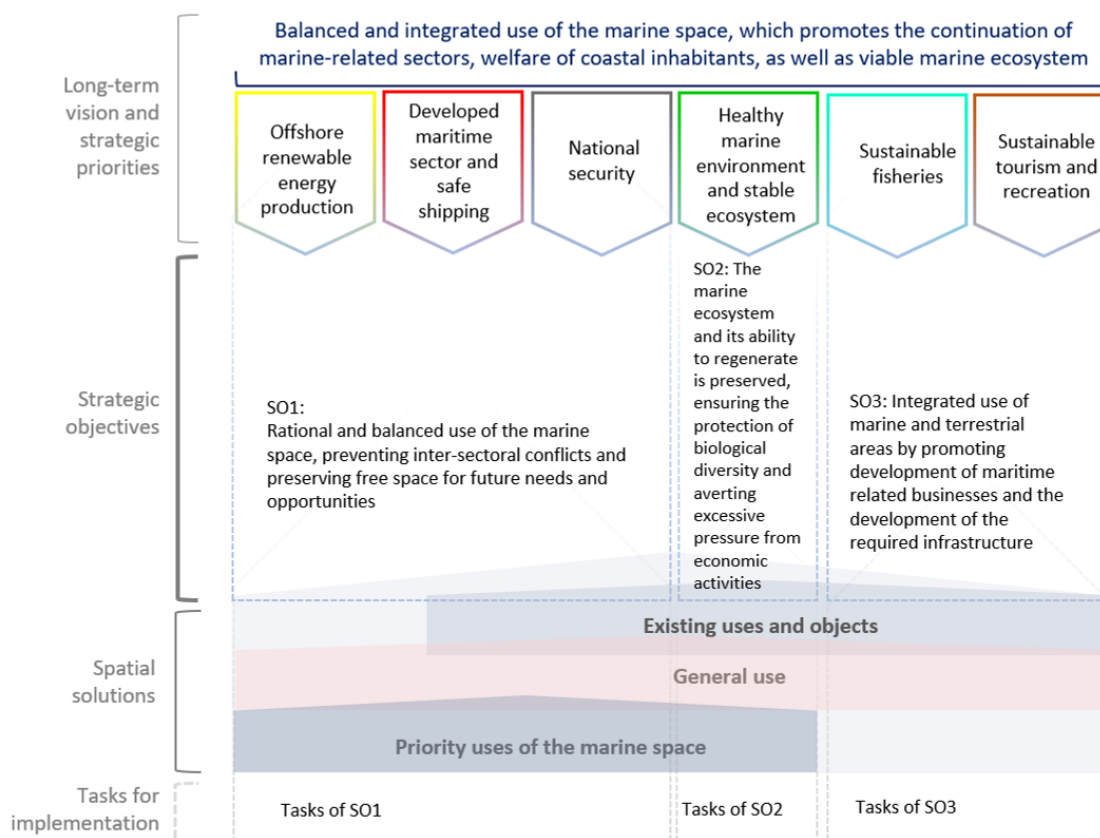 Balanced and integrated use of the marine space, which promotes the continuation of
marine-related sectors, welfare of coastal inhabitants, as well as viable marine ecosystem
Long-term
vision and
strategic
priorities
Offshore
renewable
energy
production
Developed
maritime
sector and
safe
shipping
National
security
Healthy
marine
environment
and stable
ecosystem
Sustainable
fisheries
Sustainable
tourism and
recreation
Strategic
objectives
SO1:
Rational and balanced use of the marine
space, preventing inter-sectoral conflicts and
preserving free space for future needs and
opportunities
SO2: The
marine
ecosystem
and its ability
to regenerate
is preserved,
ensuring the
protection of
biological
diversity and
averting
excessive
pressure from
economic
activities
SO3: Integrated use of
marine and terrestrial
areas by promoting
development of maritime
related businesses and the
development of the
required infrastructure
Spatial
solutions
Existing uses and objects
General use
Priority uses of the marine space
Tasks for
implementation
Tasks of SO1
Tasks of SO2
Tasks of SO3